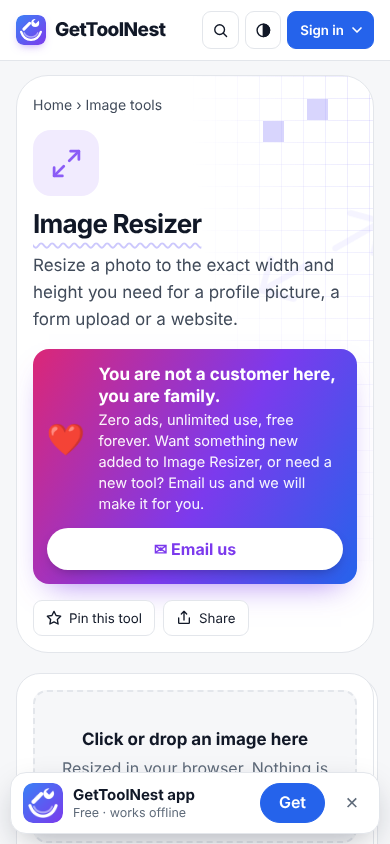 GetToolNest
Sign in
Home › Image tools
Image Resizer
Resize a photo to the exact width and
height you need for a profile picture, a
form upload or a website.
You are not a customer here,
you are family.
Zero ads, unlimited use, free
forever. Want something new
added to Image Resizer, or need a
new tool? Email us and we will
make it for you.
✉ Email us
Pin this tool
Share
Click or drop an image here
Resized in your browser. Nothing is
GetToolNest app
Free · works offline
Get